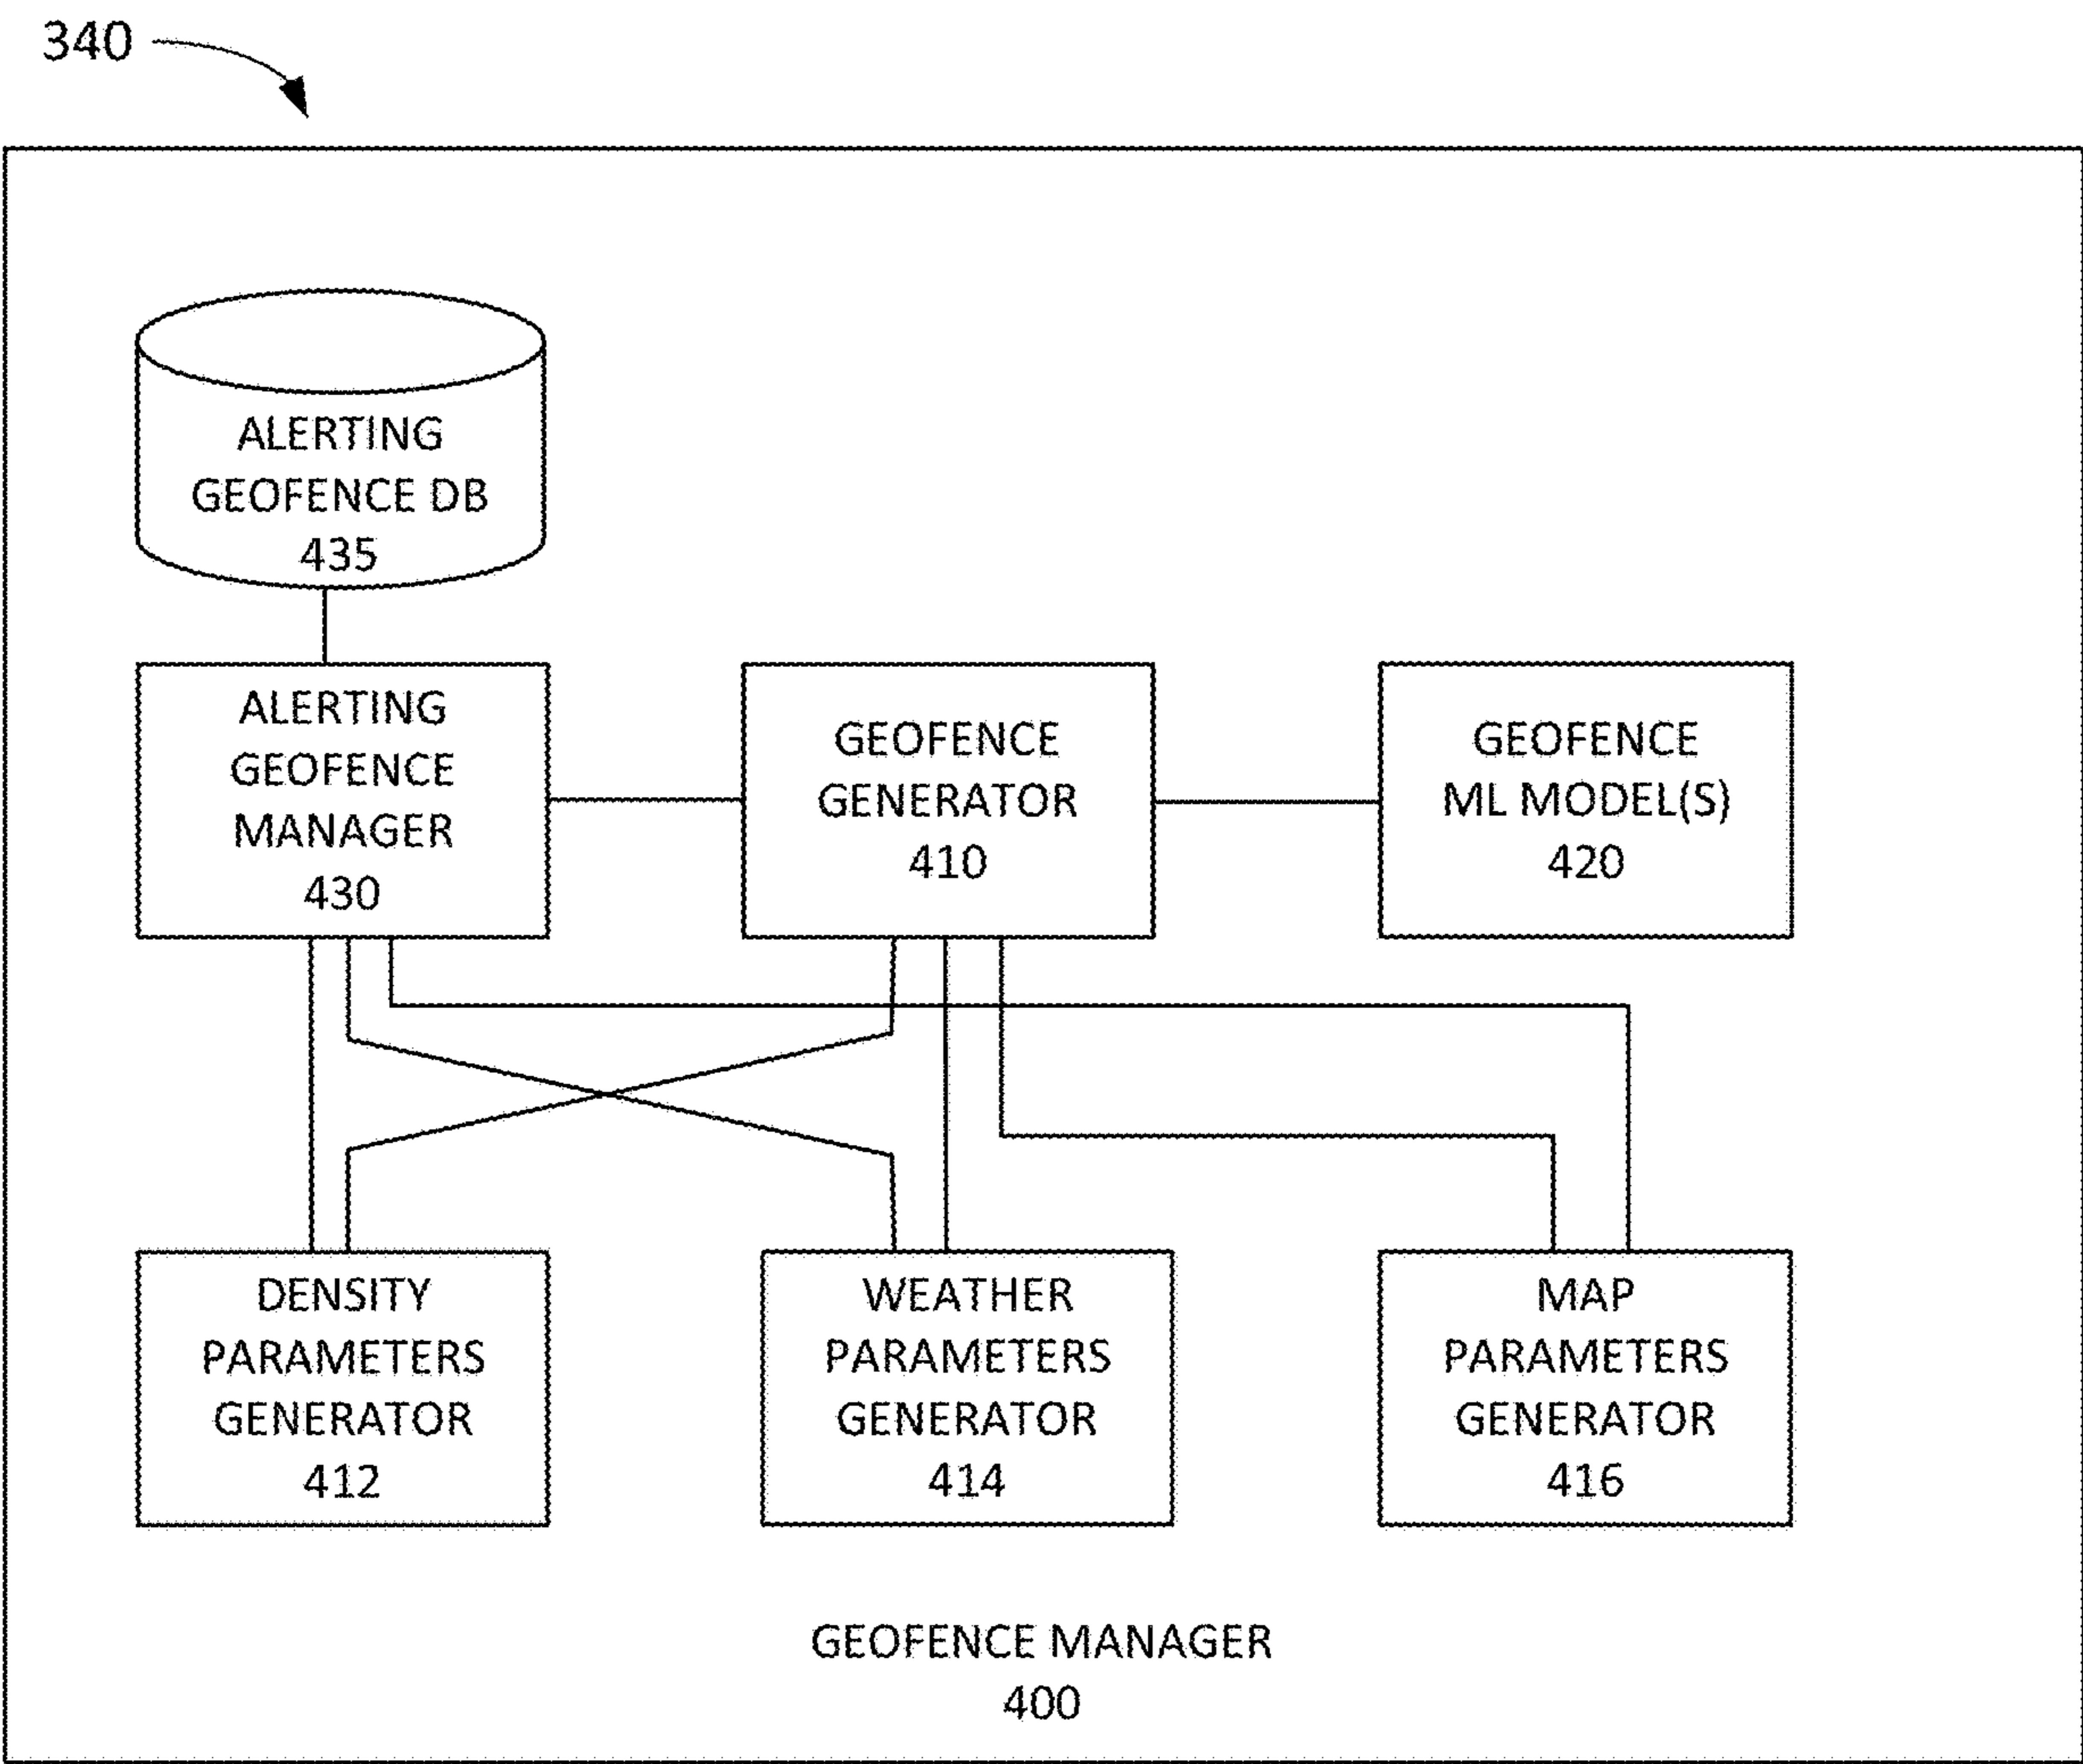 340
ALERTING
GEOFENCE DB
435
ALERTING
GEOFENCE
MANAGER
430
GEOFENCE
GENERATOR
410
GEOFENCE
ML MODEL(S)
420
DENSITY
PARAMETERS
GENERATOR
412
WEATHER
PARAMETERS
GENERATOR
414
MAP
PARAMETERS
GENERATOR
416
GEOFENCE MANAGER
400